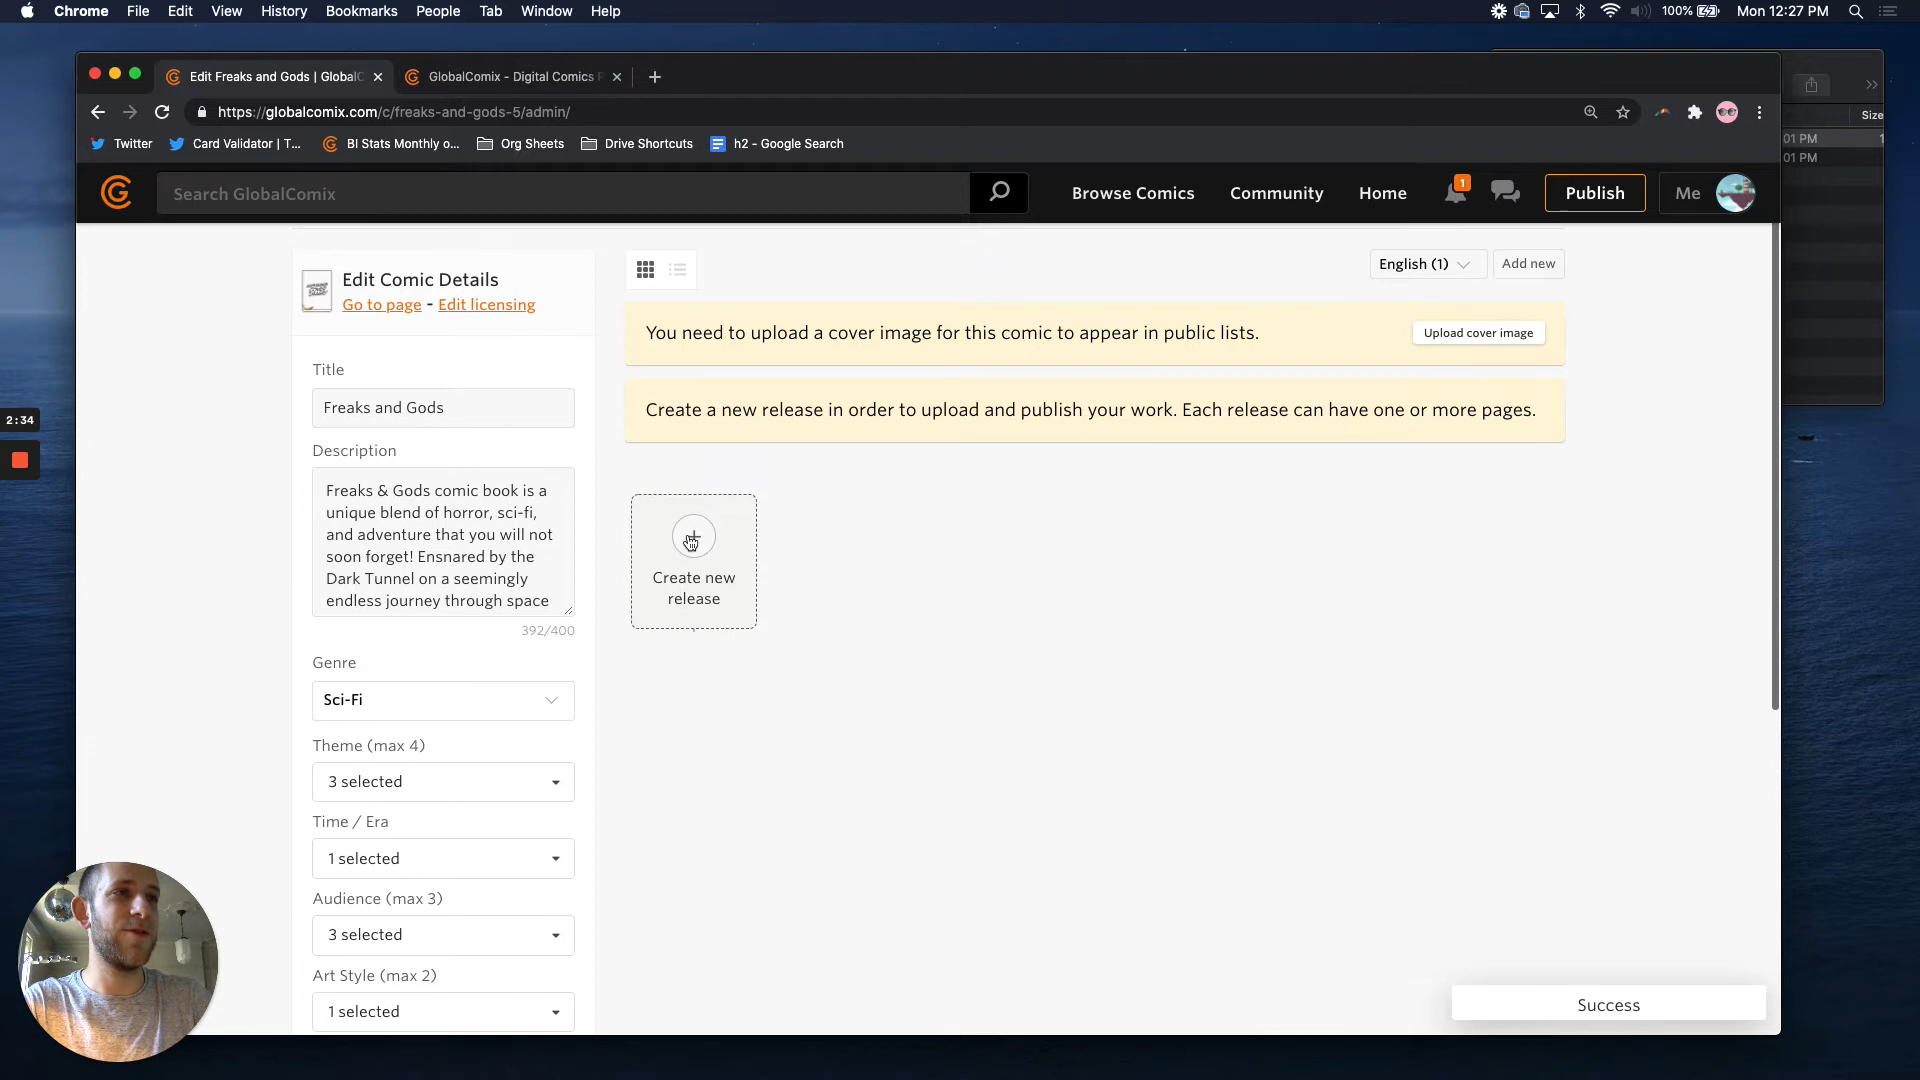 Chrome File Edit View History Bookmarks People Tab Window Help
100% Mon 12:27 PM
Edit Freaks and Gods | GlobalC
GlobalComix - Digital Comics R
https://globalcomix.com/c/freaks-and-gods-5/admin/
Twitter
Card Validator | T...
BI Stats Monthly o...
Org Sheets
Drive Shortcuts
h2 - Google Search
Size
01 PM
01 PM
Search GlobalComix
Browse Comics
Community
Home
1
Publish
Me
Edit Comic Details
Go to page - Edit licensing
English (1)
Add new
You need to upload a cover image for this comic to appear in public lists.
Upload cover image
Create a new release in order to upload and publish your work. Each release can have one or more pages.
Title
Freaks and Gods
2:34
Description
Freaks & Gods comic book is a
unique blend of horror, sci-fi,
and adventure that you will not
soon forget! Ensnared by the
Dark Tunnel on a seemingly
endless journey through space
392/400
Create new
release
Genre
Sci-Fi
Theme (max 4)
3 selected
Time / Era
1 selected
Audience (max 3)
3 selected
Art Style (max 2)
1 selected
Success